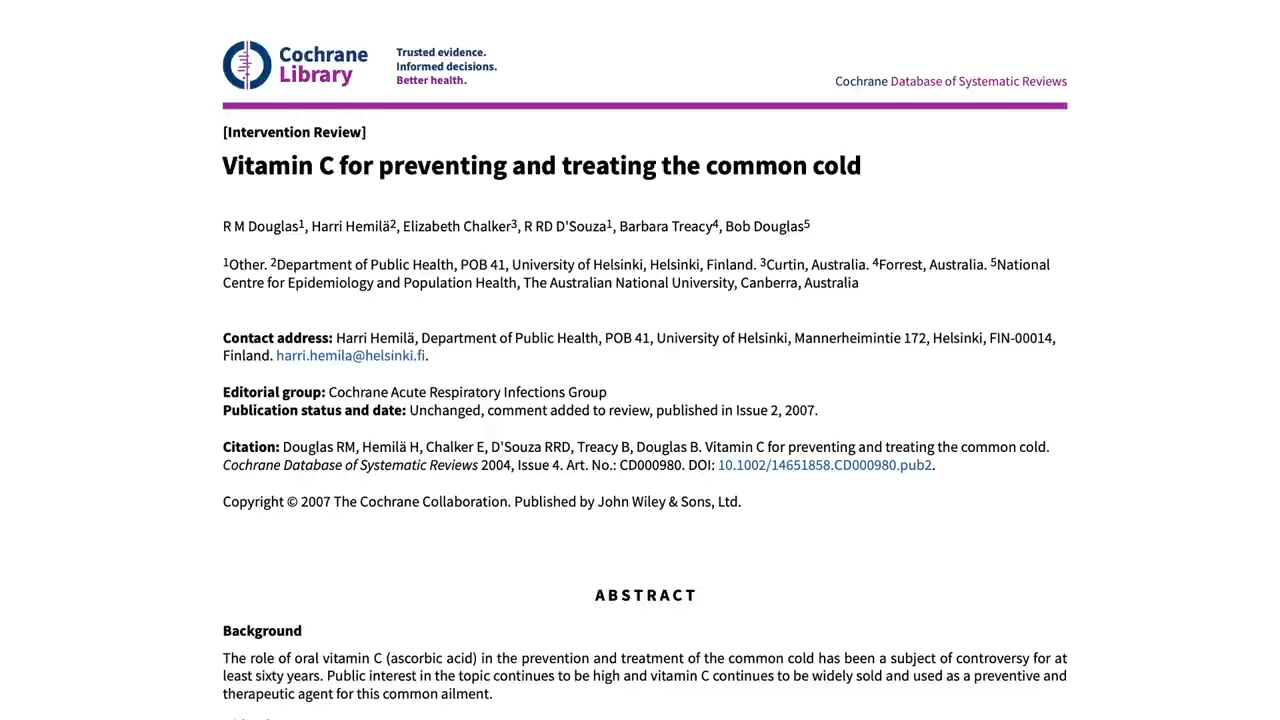 Cochrane
Library
Trusted evidence.
Informed decisions.
Better health.
Cochrane Database of Systematic Reviews
[Intervention Review]
Vitamin C for preventing and treating the common cold
R M Douglas1, Harri Hemilä2, Elizabeth Chalker3, R RD D'Souza1, Barbara Treacy4, Bob Douglas5
1Other. 2Department of Public Health, POB 41, University of Helsinki, Helsinki, Finland. 3Curtin, Australia. 4Forrest, Australia. 5National
Centre for Epidemiology and Population Health, The Australian National University, Canberra, Australia
Contact address: Harri Hemilä, Department of Public Health, POB 41, University of Helsinki, Mannerheimintie 172, Helsinki, FIN-00014,
Finland. harri.hemila@helsinki.fi.
Editorial group: Cochrane Acute Respiratory Infections Group
Publication status and date: Unchanged, comment added to review, published in Issue 2, 2007.
Citation: Douglas RM, Hemilä H, Chalker E, D'Souza RRD, Treacy B, Douglas B. Vitamin C for preventing and treating the common cold.
Cochrane Database of Systematic Reviews 2004, Issue 4. Art. No.: CD000980. DOI: 10.1002/14651858.CD000980.pub2.
Copyright © 2007 The Cochrane Collaboration. Published by John Wiley & Sons, Ltd.
ABSTRACT
Background
The role of oral vitamin C (ascorbic acid) in the prevention and treatment of the common cold has been a subject of controversy for at
least sixty years. Public interest in the topic continues to be high and vitamin C continues to be widely sold and used as a preventive and
therapeutic agent for this common ailment.